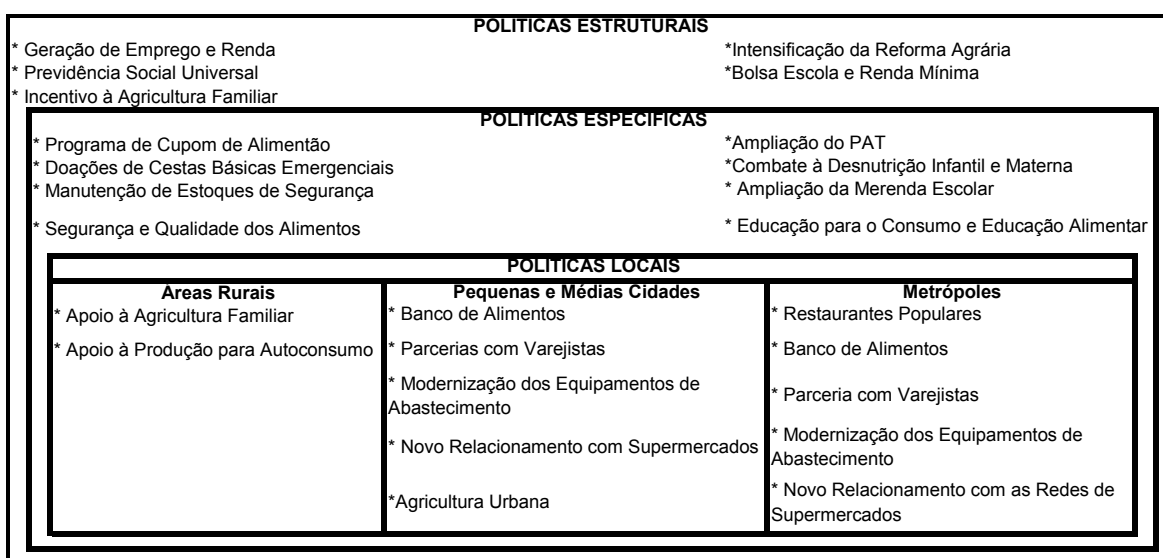 POLITICAS ESTRUTURAIS
* Geração de Emprego e Renda
* Previdência Social Universal
* Incentivo à Agricultura Familiar
*Intensificação da Reforma Agrária
*Bolsa Escola e Renda Mínima
POLITICAS ESPECIFICAS
* Programa de Cupom de Alimentão
* Doações de Cestas Básicas Emergenciais
* Manutenção de Estoques de Segurança
* Segurança e Qualidade dos Alimentos
*Ampliação do PAT
*Combate à Desnutrição Infantil e Materna
* Ampliação da Merenda Escolar
* Educação para o Consumo e Educação Alimentar
POLITICAS LOCAIS
Áreas Rurais
* Apoio à Agricultura Familiar
* Apoio à Produção para Autoconsumo
Pequenas e Médias Cidades
* Banco de Alimentos
* Parcerias com Varejistas
* Modernização dos Equipamentos de
Abastecimento
* Novo Relacionamento com Supermercados
*Agricultura Urbana
Metrópoles
* Restaurantes Populares
* Banco de Alimentos
* Parceria com Varejistas
* Modernização dos Equipamentos de
Abastecimento
* Novo Relacionamento com as Redes de
Supermercados